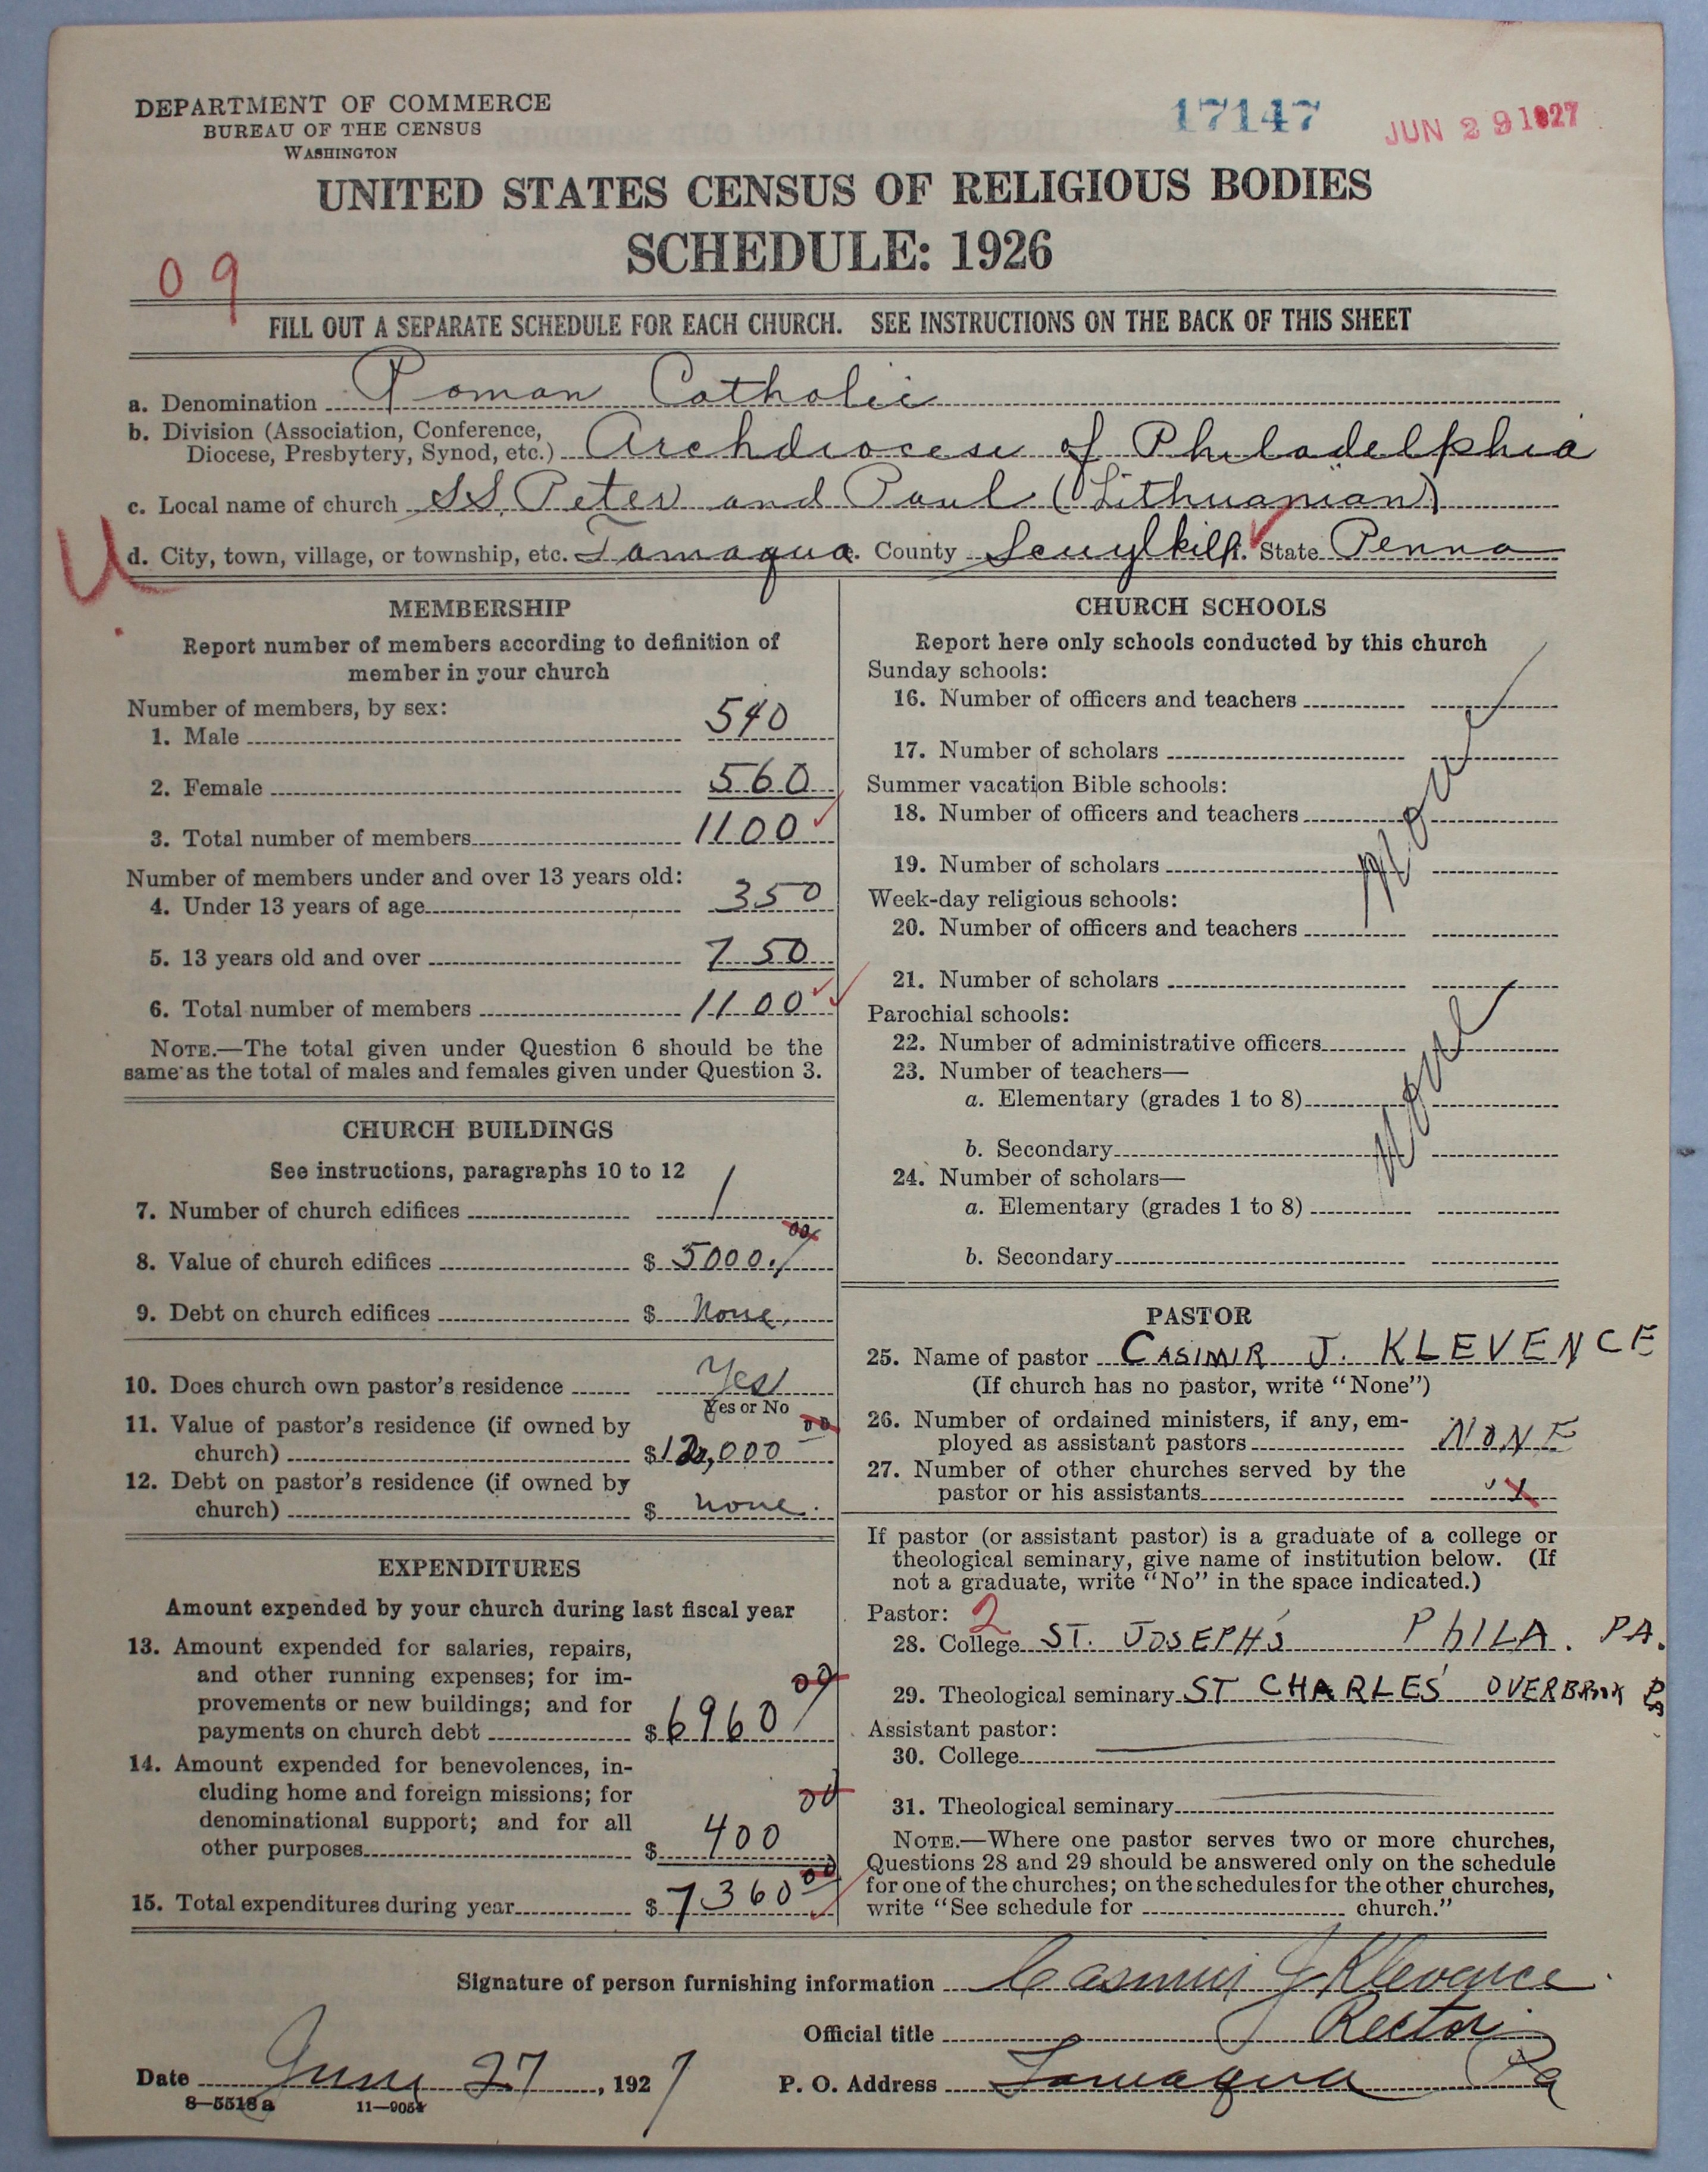 DEPARTMENT OF COMMERCE
BUREAU OF THE CENSUS
WASHINGTON
17147
JUN 29 1927
UNITED STATES CENSUS OF RELIGIOUS BODIES
SCHEDULE: 1926
09
FILL OUT A SEPARATE SCHEDULE FOR EACH CHURCH. SEE INSTRUCTIONS ON THE BACK OF THIS SHEET
a. Denomination Roman Catholic
b. Division (Association, Conference,
Diocese, Presbytery, Synod, etc.) Archdiocese of Philadelphia
c. Local name of church SS. Peter and Paul (Lithuanian)
U
d. City, town, village, or township, etc. Tamaqua. County Scuylkill. State Penna
MEMBERSHIP
Report number of members according to definition of
member in your church
Number of members, by sex:
1. Male 540
2. Female 560
3. Total number of members 1100
Number of members under and over 13 years old:
4. Under 13 years of age 350
5. 13 years old and over 750
6. Total number of members 1100
NOTE.—The total given under Question 6 should be the
same as the total of males and females given under Question 3.
CHURCH BUILDINGS
See instructions, paragraphs 10 to 12
7. Number of church edifices 1
8. Value of church edifices $ 5000. 00
9. Debt on church edifices $ None.
10. Does church own pastor's residence Yes
Yes or No
11. Value of pastor's residence (if owned by
church) $12,000 00
12. Debt on pastor's residence (if owned by
church) $ none.
EXPENDITURES
Amount expended by your church during last fiscal year
13. Amount expended for salaries, repairs,
and other running expenses; for im-
provements or new buildings; and for
payments on church debt $ 6960 00
14. Amount expended for benevolences, in-
cluding home and foreign missions; for
denominational support; and for all
other purposes $ 400 00
15. Total expenditures during year $ 7360 00
CHURCH SCHOOLS
Report here only schools conducted by this church
Sunday schools:
16. Number of officers and teachers
17. Number of scholars
Summer vacation Bible schools:
18. Number of officers and teachers
19. Number of scholars
None
Week-day religious schools:
20. Number of officers and teachers
21. Number of scholars
Parochial schools:
22. Number of administrative officers
23. Number of teachers—
a. Elementary (grades 1 to 8)
b. Secondary
None
24. Number of scholars—
a. Elementary (grades 1 to 8)
b. Secondary
PASTOR
25. Name of pastor CASIMIR J. KLEVENCE
(If church has no pastor, write "None")
26. Number of ordained ministers, if any, em-
ployed as assistant pastors NONE
27. Number of other churches served by the
pastor or his assistants
If pastor (or assistant pastor) is a graduate of a college or
theological seminary, give name of institution below. (If
not a graduate, write "No" in the space indicated.)
Pastor: 2
28. College ST. JOSEPH'S PHILA. PA.
29. Theological seminary ST CHARLES' OVERBROOK Pa
Assistant pastor:
30. College
31. Theological seminary
NOTE.—Where one pastor serves two or more churches,
Questions 28 and 29 should be answered only on the schedule
for one of the churches; on the schedules for the other churches,
write "See schedule for church."
Signature of person furnishing information Casimir J Klevence
Official title Rector
Date June 27, 1927 P. O. Address Tamaqua Pa
8—5518 a 11—9054